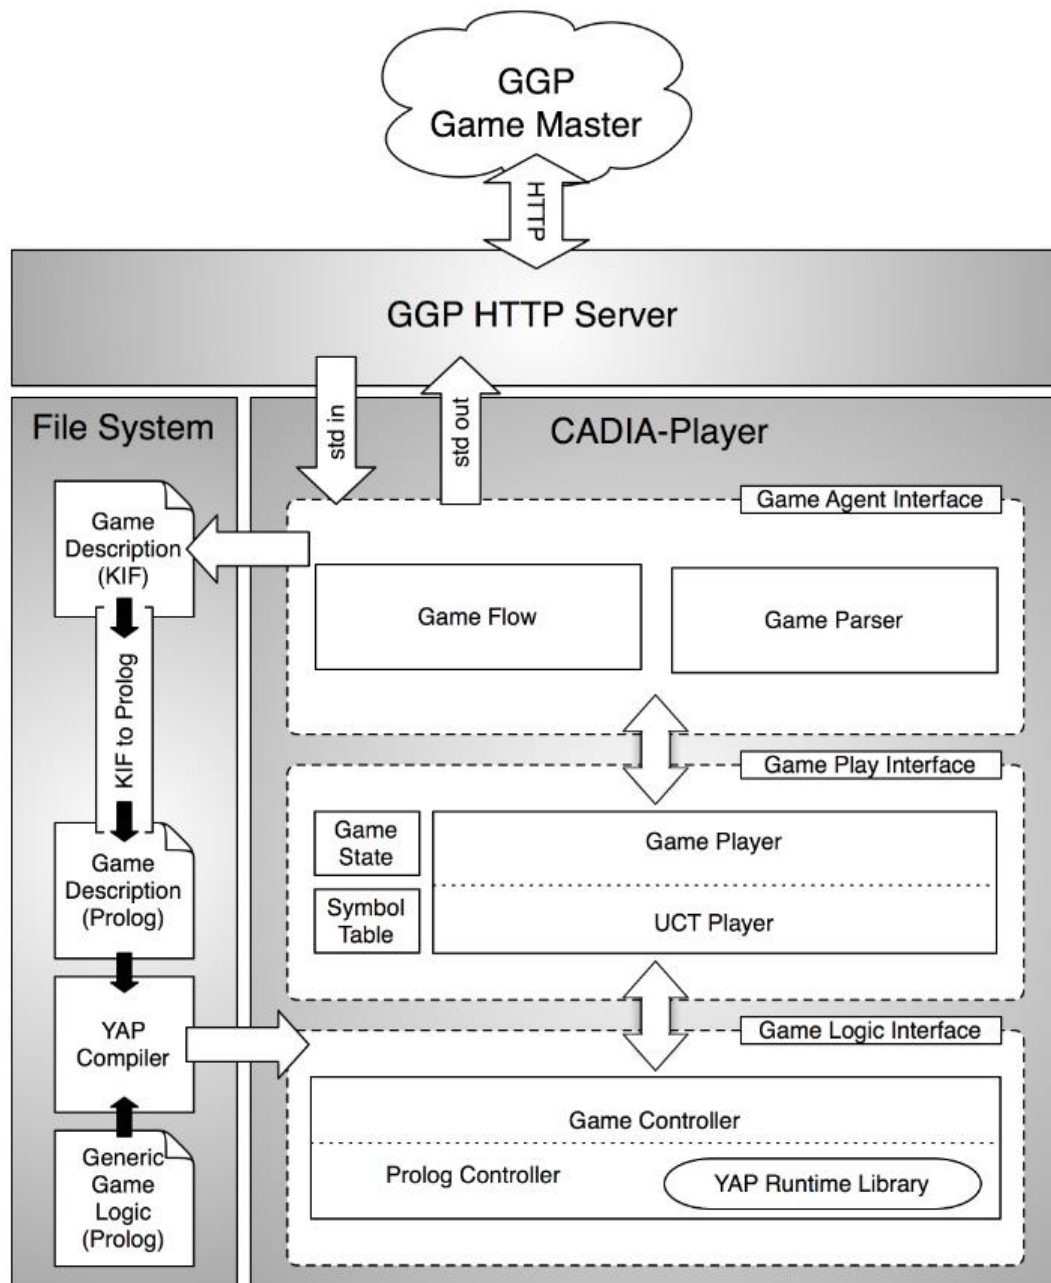 GGP
Game Master
HTTP
GGP HTTP Server
std in
std out
File System
CADIA-Player
Game
Description
(KIF)
KIF to Prolog
Game
Description
(Prolog)
YAP
Compiler
Generic
Game
Logic
(Prolog)
Game Agent Interface
Game Flow
Game Parser
Game Play Interface
Game
State
Symbol
Table
Game Player
UCT Player
Game Logic Interface
Game Controller
Prolog Controller
YAP Runtime Library